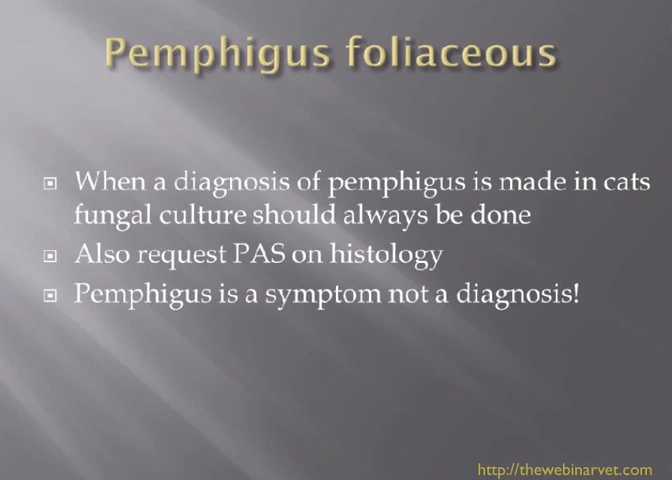 Pemphigus foliaceous
When a diagnosis of pemphigus is made in cats
fungal culture should always be done
Also request PAS on histology
Pemphigus is a symptom not a diagnosis!
http://thewebinarvet.com